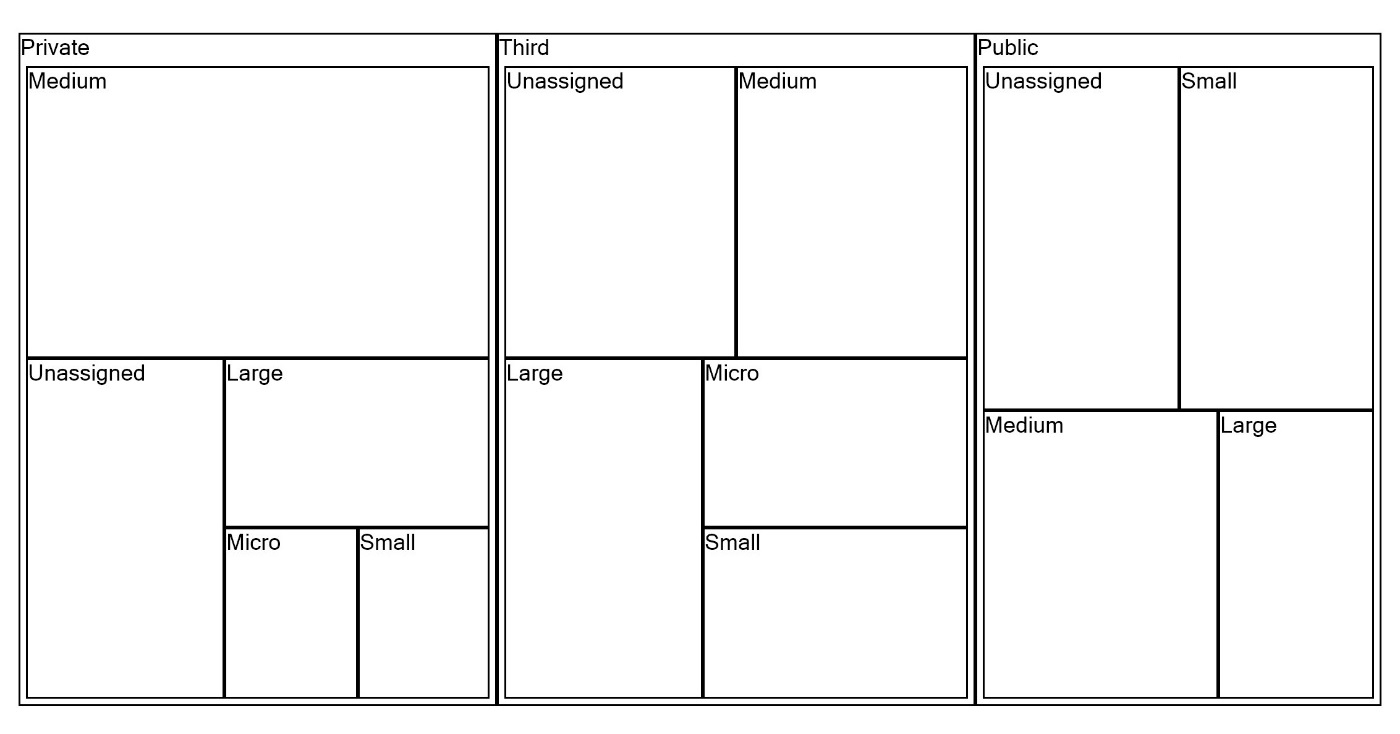 Private
Medium
Unassigned
Large
Micro
Small
Third
Unassigned
Medium
Large
Micro
Small
Public
Unassigned
Small
Medium
Large